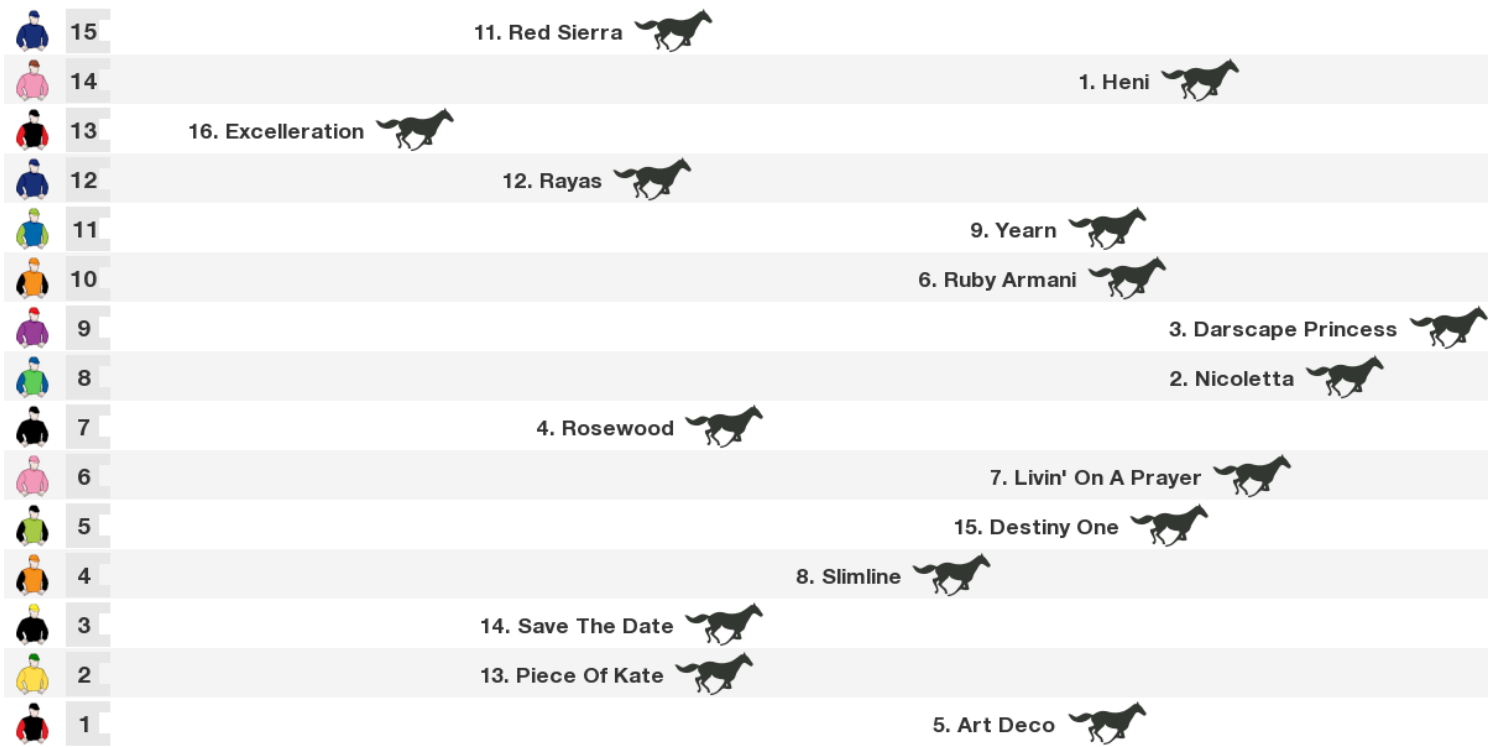 15 11. Red Sierra
14 1. Heni
13 16. Excelleration
12 12. Rayas
11 9. Yearn
10 6. Ruby Armani
9 3. Darscape Princess
8 2. Nicoletta
7 4. Rosewood
6 7. Livin' On A Prayer
5 15. Destiny One
4 8. Slimline
3 14. Save The Date
2 13. Piece Of Kate
1 5. Art Deco